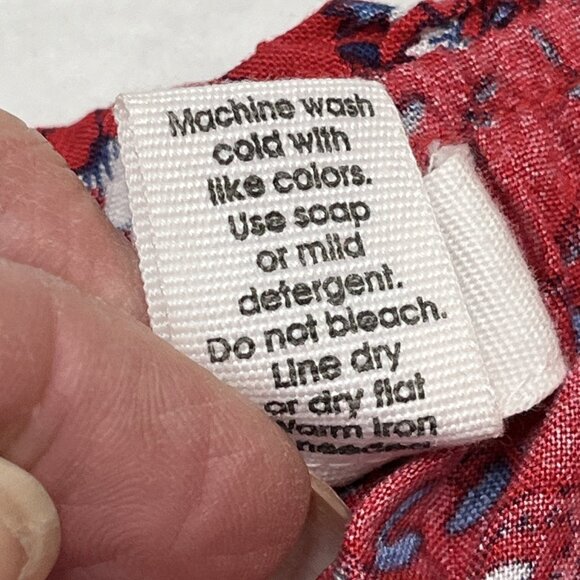 Machine wash
cold with
like colors.
Use soap
or mild
detergent.
Do not bleach.
Line dry
or dry flat
Warm Iron
needed